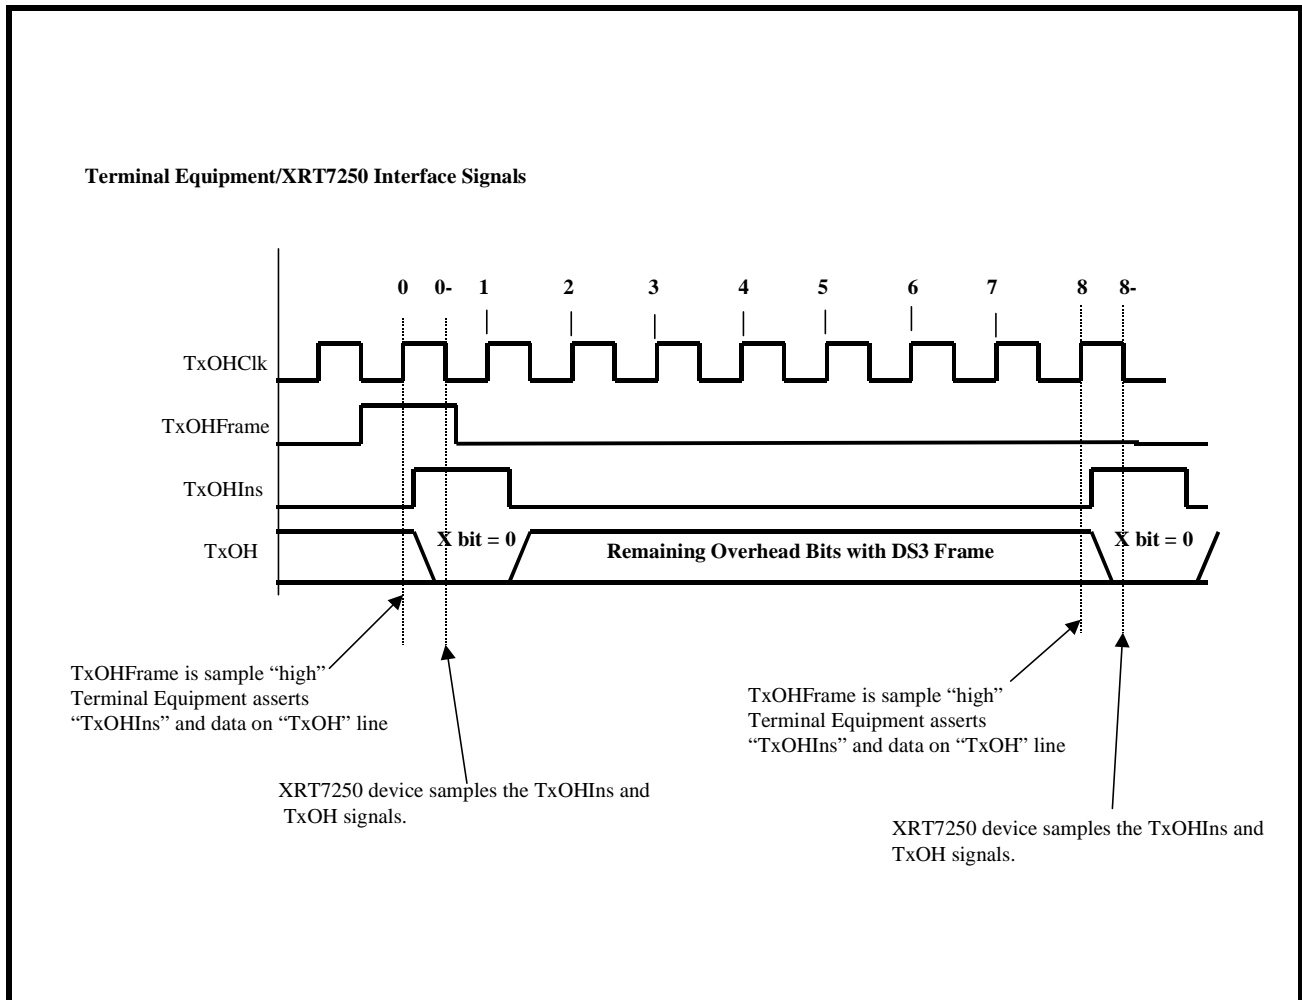 Terminal Equipment/XRT7250 Interface Signals
0 0- 1 2 3 4 5 6 7 8 8-
TxOHClk
TxOHFrame
TxOHIns
TxOH
X bit = 0
Remaining Overhead Bits with DS3 Frame
X bit = 0
TxOHFrame is sample “high”
Terminal Equipment asserts
“TxOHIns” and data on “TxOH” line
XRT7250 device samples the TxOHIns and
TxOH signals.
TxOHFrame is sample “high”
Terminal Equipment asserts
“TxOHIns” and data on “TxOH” line
XRT7250 device samples the TxOHIns and
TxOH signals.